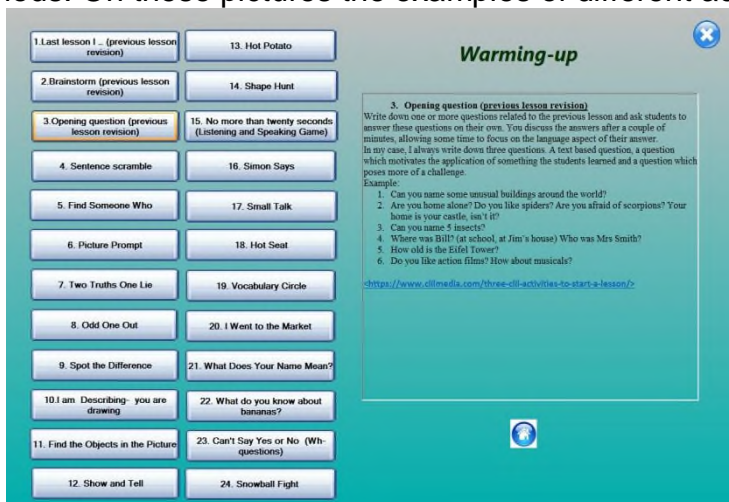 1.Last lesson I .. (previous lesson
revision)
2.Brainstorm (previous lesson
revision)
3.Opening question (previous
lesson revision)
4. Sentence scramble
5. Find Someone Who
6. Picture Prompt
7. Two Truths One Lie
8. Odd One Out
9. Spot the Difference
10.I am Describing- you are
drawing
11. Find the Objects in the Picture
12. Show and Tell
13. Hot Potato
14. Shape Hunt
15. No more than twenty seconds
(Listening and Speaking Game)
16. Simon Says
17. Small Talk
18. Hot Seat
19. Vocabulary Circle
20. I Went to the Market
21. What Does Your Name Mean?
22. What do you know about
bananas?
23. Can't Say Yes or No (Wh-
questions)
24. Snowball Fight
Warming-up
3. Opening question (previous lesson revision)
Write down one or more questions related to the previous lesson and ask students to
answer these questions on their own. You discuss the answers after a couple of
minutes, allowing some time to focus on the language aspect of their answer.
In my case, I always write down three questions. A text based question, a question
which motivates the application of something the students learned and a question which
poses more of a challenge.
Example:
1. Can you name some unusual buildings around the world?
2. Are you home alone? Do you like spiders? Are you afraid of scorpions? Your
home is your castle, isn't it?
3. Can you name 5 insects?
4. Where was Bill? (at school, at Jim's house) Who was Mrs Smith?
5. How old is the Eifel Tower?
6. Do you like action films? How about musicals?
<https://www.clilmedia.com/three-clil-activities-to-start-a-lesson/>